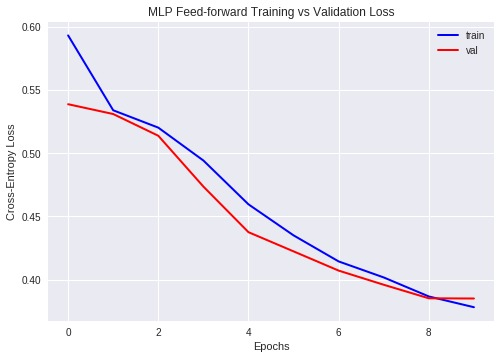 MLP Feed-forward Training vs Validation Loss
train
val
0.60
0.55
0.50
0.45
0.40
Cross-Entropy Loss
0 2 4 6 8
Epochs